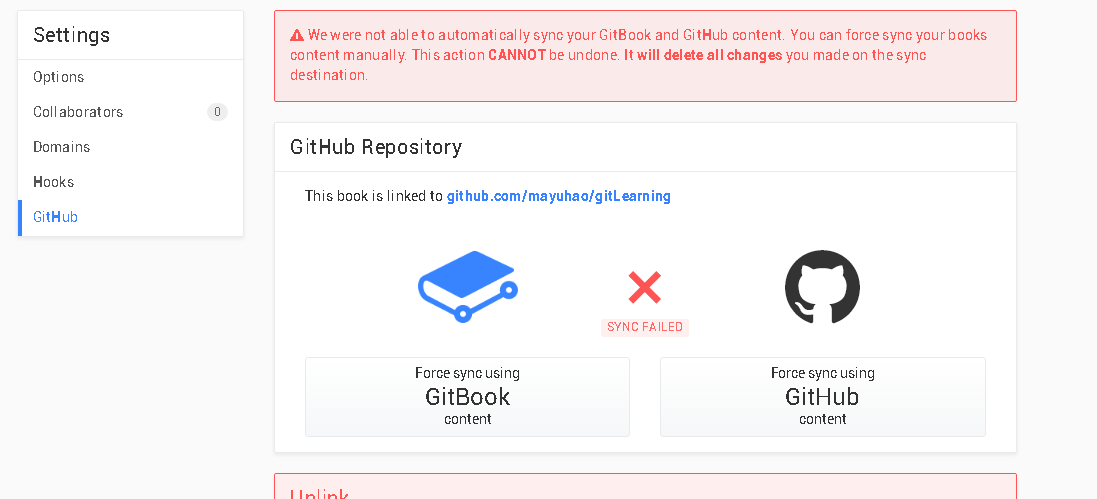 Settings
Options
Collaborators 0
Domains
Hooks
GitHub
We were not able to automatically sync your GitBook and GitHub content. You can force sync your books
content manually. This action CANNOT be undone. It will delete all changes you made on the sync
destination.
GitHub Repository
This book is linked to github.com/mayuhao/gitLearning
SYNC FAILED
Force sync using
GitBook
content
Force sync using
GitHub
content
Unlink